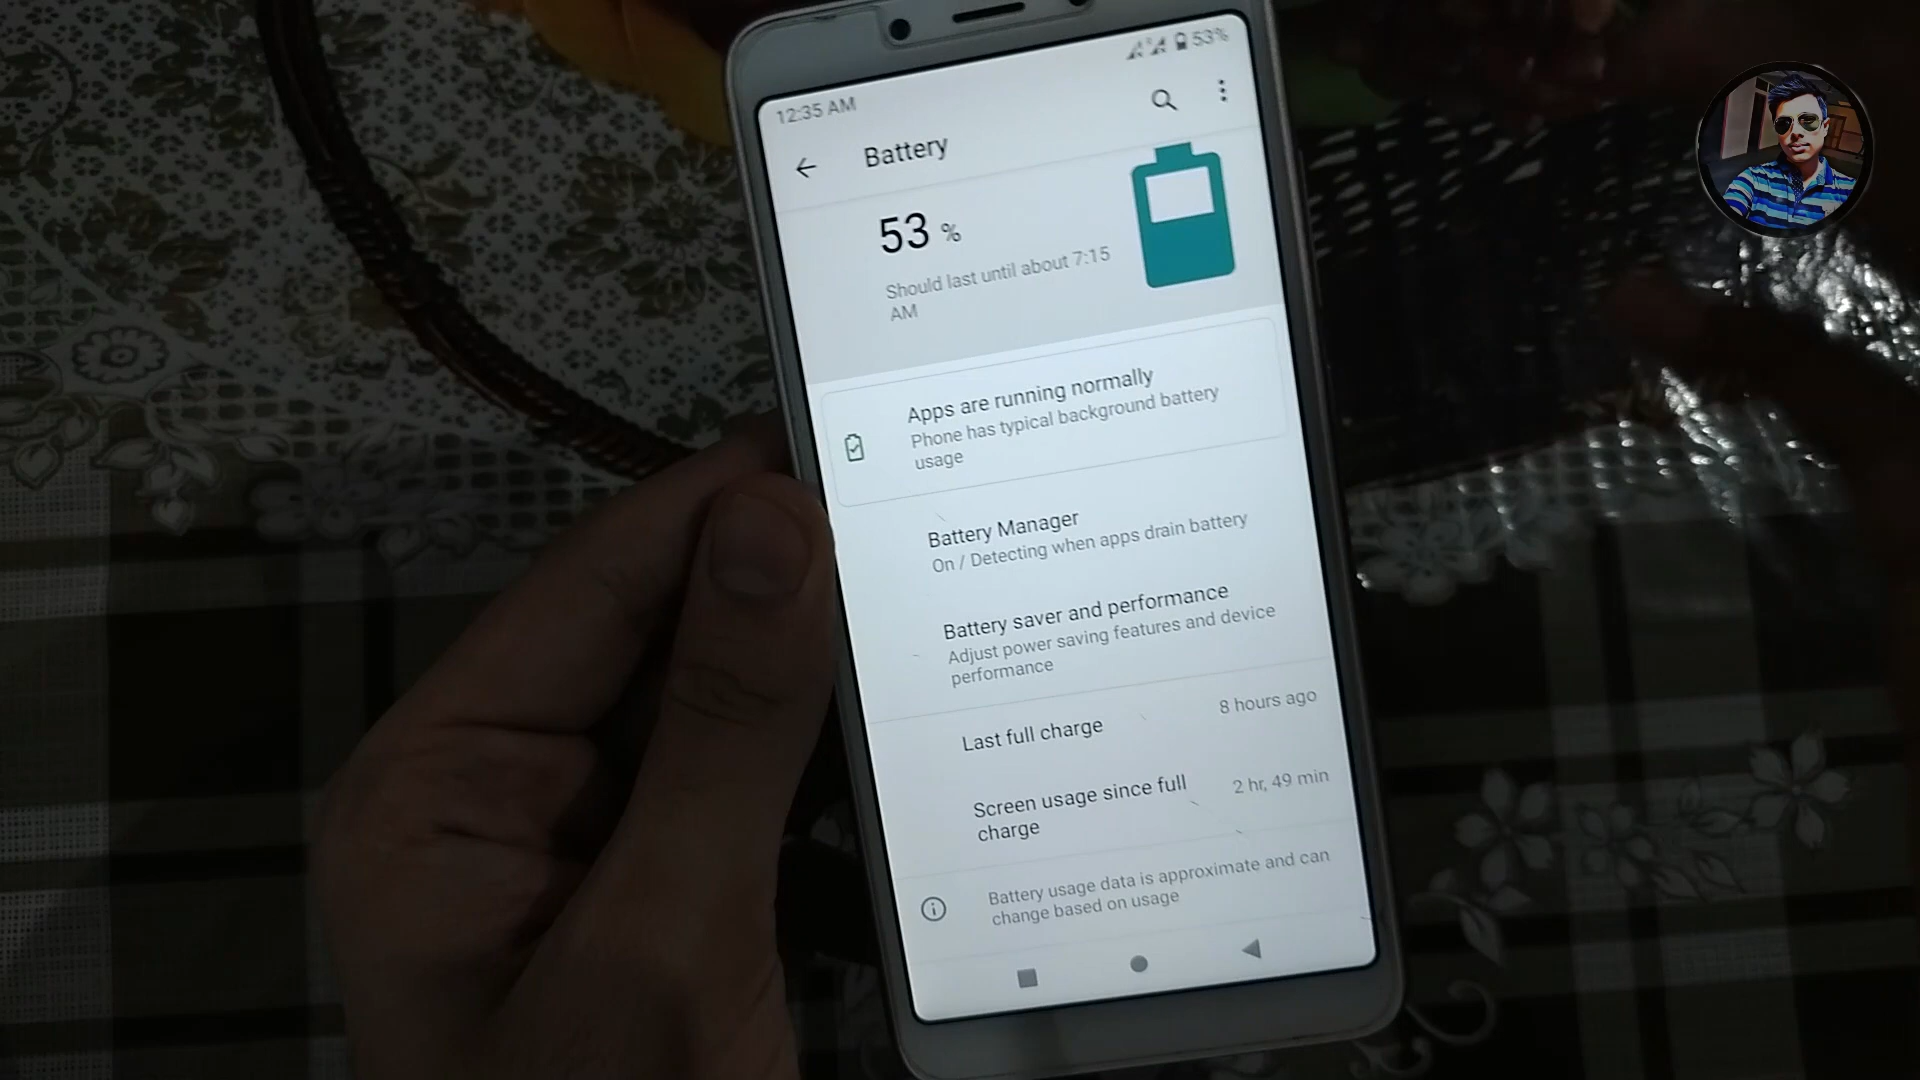 12:35 AM
53%
Battery
53 %
Should last until about 7:15
AM
Apps are running normally
Phone has typical background battery
usage
Battery Manager
On / Detecting when apps drain battery
Battery saver and performance
Adjust power saving features and device
performance
Last full charge
8 hours ago
Screen usage since full
charge
2 hr, 49 min
Battery usage data is approximate and can
change based on usage